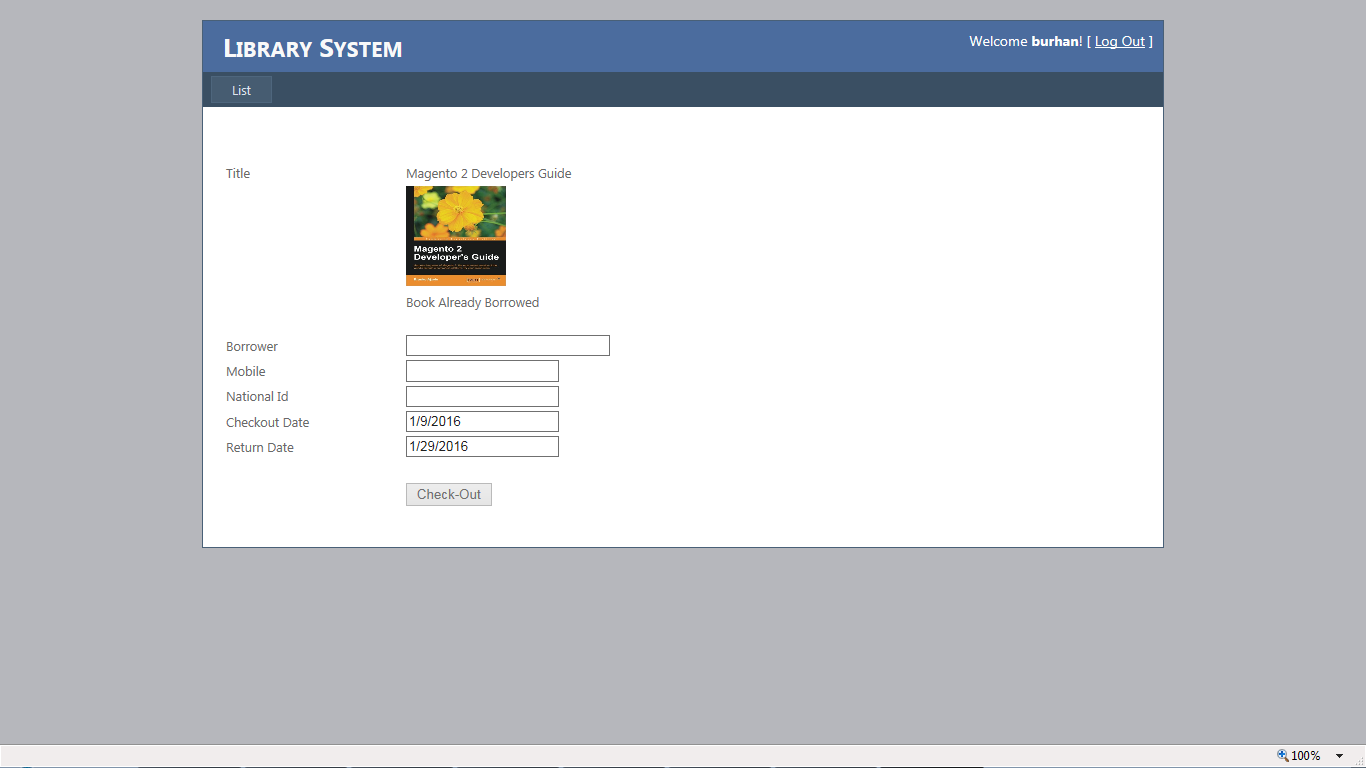 LIBRARY SYSTEM
Welcome burhan! [ Log Out ]
List
Title Magento 2 Developers Guide
Magento 2
Developer's Guide
Book Already Borrowed
Borrower
Mobile
National Id
Checkout Date 1/9/2016
Return Date 1/29/2016
Check-Out
100%